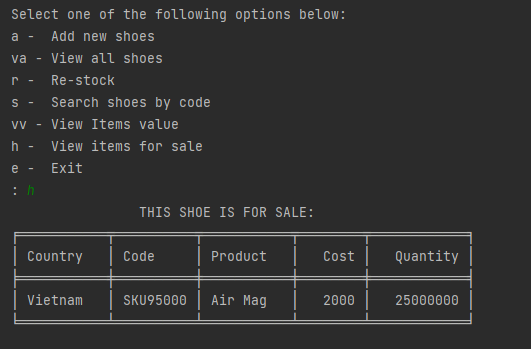 Select one of the following options below:
a -  Add new shoes
va - View all shoes
r -  Re-stock
s -  Search shoes by code
vv - View Items value
h -  View items for sale
e -  Exit
: h
THIS SHOE IS FOR SALE:
Country Code Product Cost Quantity
Vietnam SKU95000 Air Mag 2000 25000000